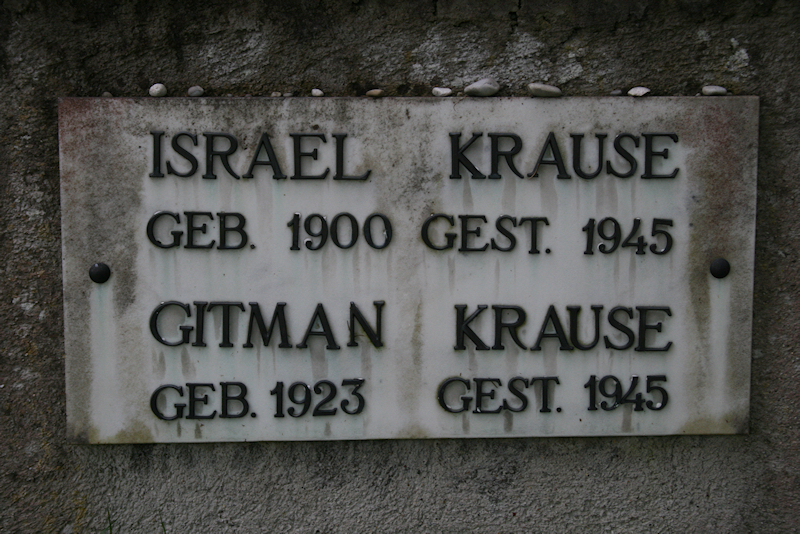 ISRAEL KRAUSE
GEB. 1900 GEST. 1945
GITMAN KRAUSE
GEB. 1923 GEST. 1945